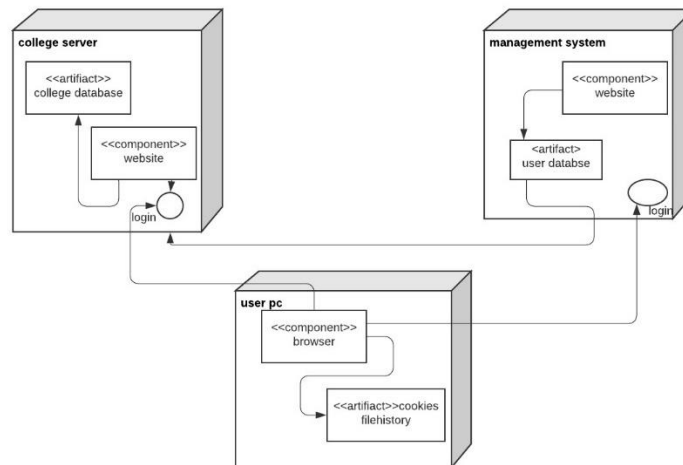 college server
<<artifiact>>
college database
<<component>>
website
login
management system
<<component>>
website
<artifact>
user databse
login
user pc
<<component>>
browser
<<artifiact>>cookies
filehistory